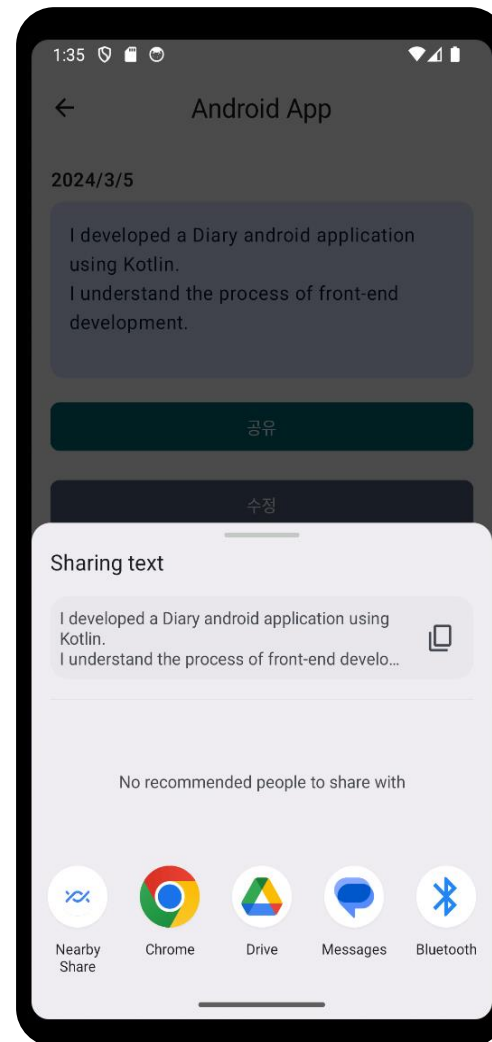 1:35
Android App
2024/3/5
I developed a Diary android application
using Kotlin.
I understand the process of front-end
development.
공유
수정
Sharing text
I developed a Diary android application using
Kotlin.
I understand the process of front-end develo…
No recommended people to share with
Nearby
Share
Chrome
Drive
Messages
Bluetooth